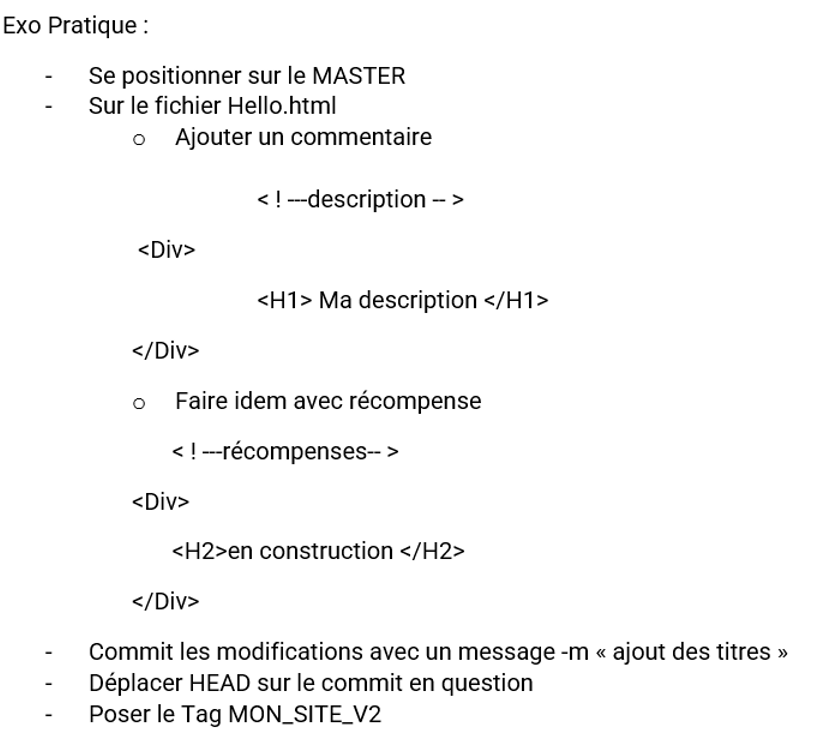 Exo Pratique :
- Se positionner sur le MASTER
- Sur le fichier Hello.html
o Ajouter un commentaire
< ! ---description -- >
<Div>
<H1> Ma description </H1>
</Div>
o Faire idem avec récompense
< ! ---récompenses-- >
<Div>
<H2>en construction </H2>
</Div>
- Commit les modifications avec un message -m « ajout des titres »
- Déplacer HEAD sur le commit en question
- Poser le Tag MON_SITE_V2